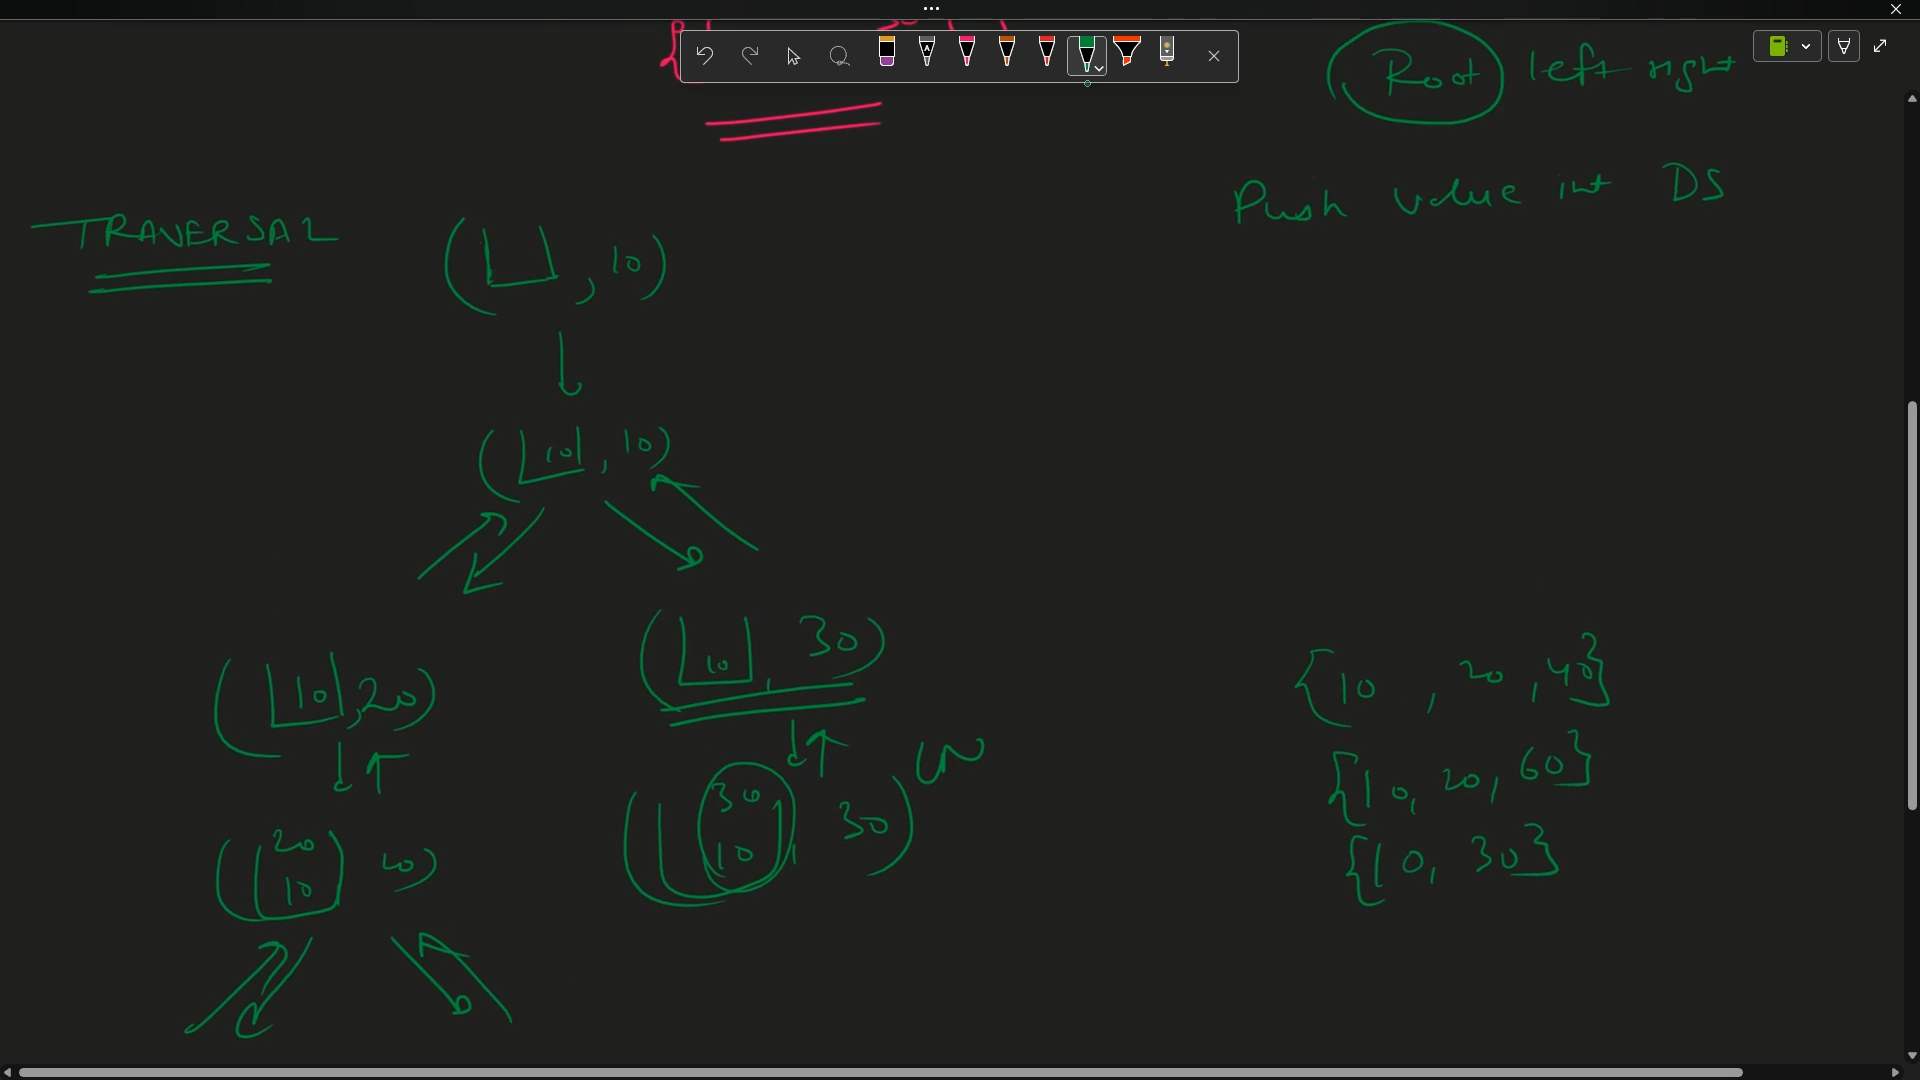 Root left right
Push value int DS
TRAVERSAL
( , 10)
(10, 10)
(10, 30)
(10, 20)
{10, 20, 40}
{10, 20, 60}
30
10, 30)
20
10
{10, 30}